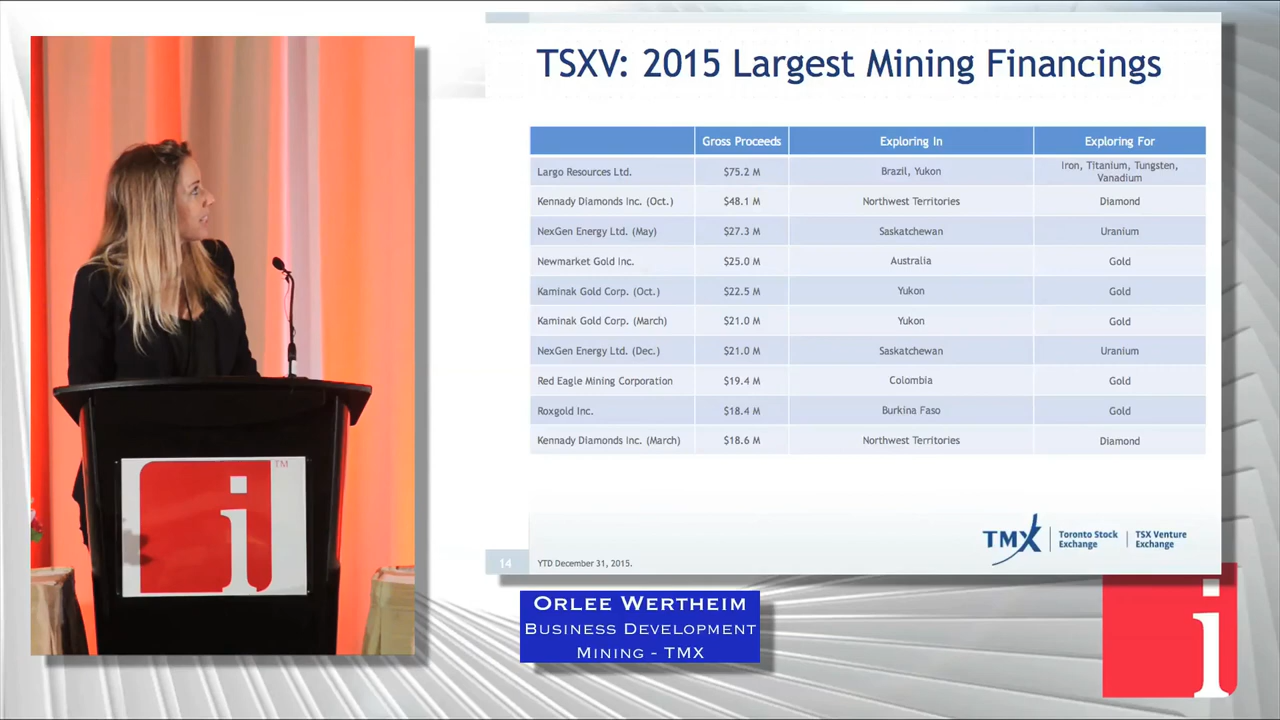 TSXV: 2015 Largest Mining Financings
Gross Proceeds Exploring In Exploring For
Largo Resources Ltd. $75.2 M Brazil, Yukon Iron, Titanium, Tungsten,
Vanadium
Kennady Diamonds Inc. (Oct.) $48.1 M Northwest Territories Diamond
NexGen Energy Ltd. (May) $27.3 M Saskatchewan Uranium
Newmarket Gold Inc. $25.0 M Australia Gold
Kaminak Gold Corp. (Oct.) $22.5 M Yukon Gold
Kaminak Gold Corp. (March) $21.0 M Yukon Gold
NexGen Energy Ltd. (Dec.) $21.0 M Saskatchewan Uranium
Red Eagle Mining Corporation $19.4 M Colombia Gold
Roxgold Inc. $18.4 M Burkina Faso Gold
Kennady Diamonds Inc. (March) $18.6 M Northwest Territories Diamond
TMX Toronto Stock Exchange TSX Venture Exchange
14 YTD December 31, 2015.
i TM
ORLEE WERTHEIM
BUSINESS DEVELOPMENT
MINING - TMX
i